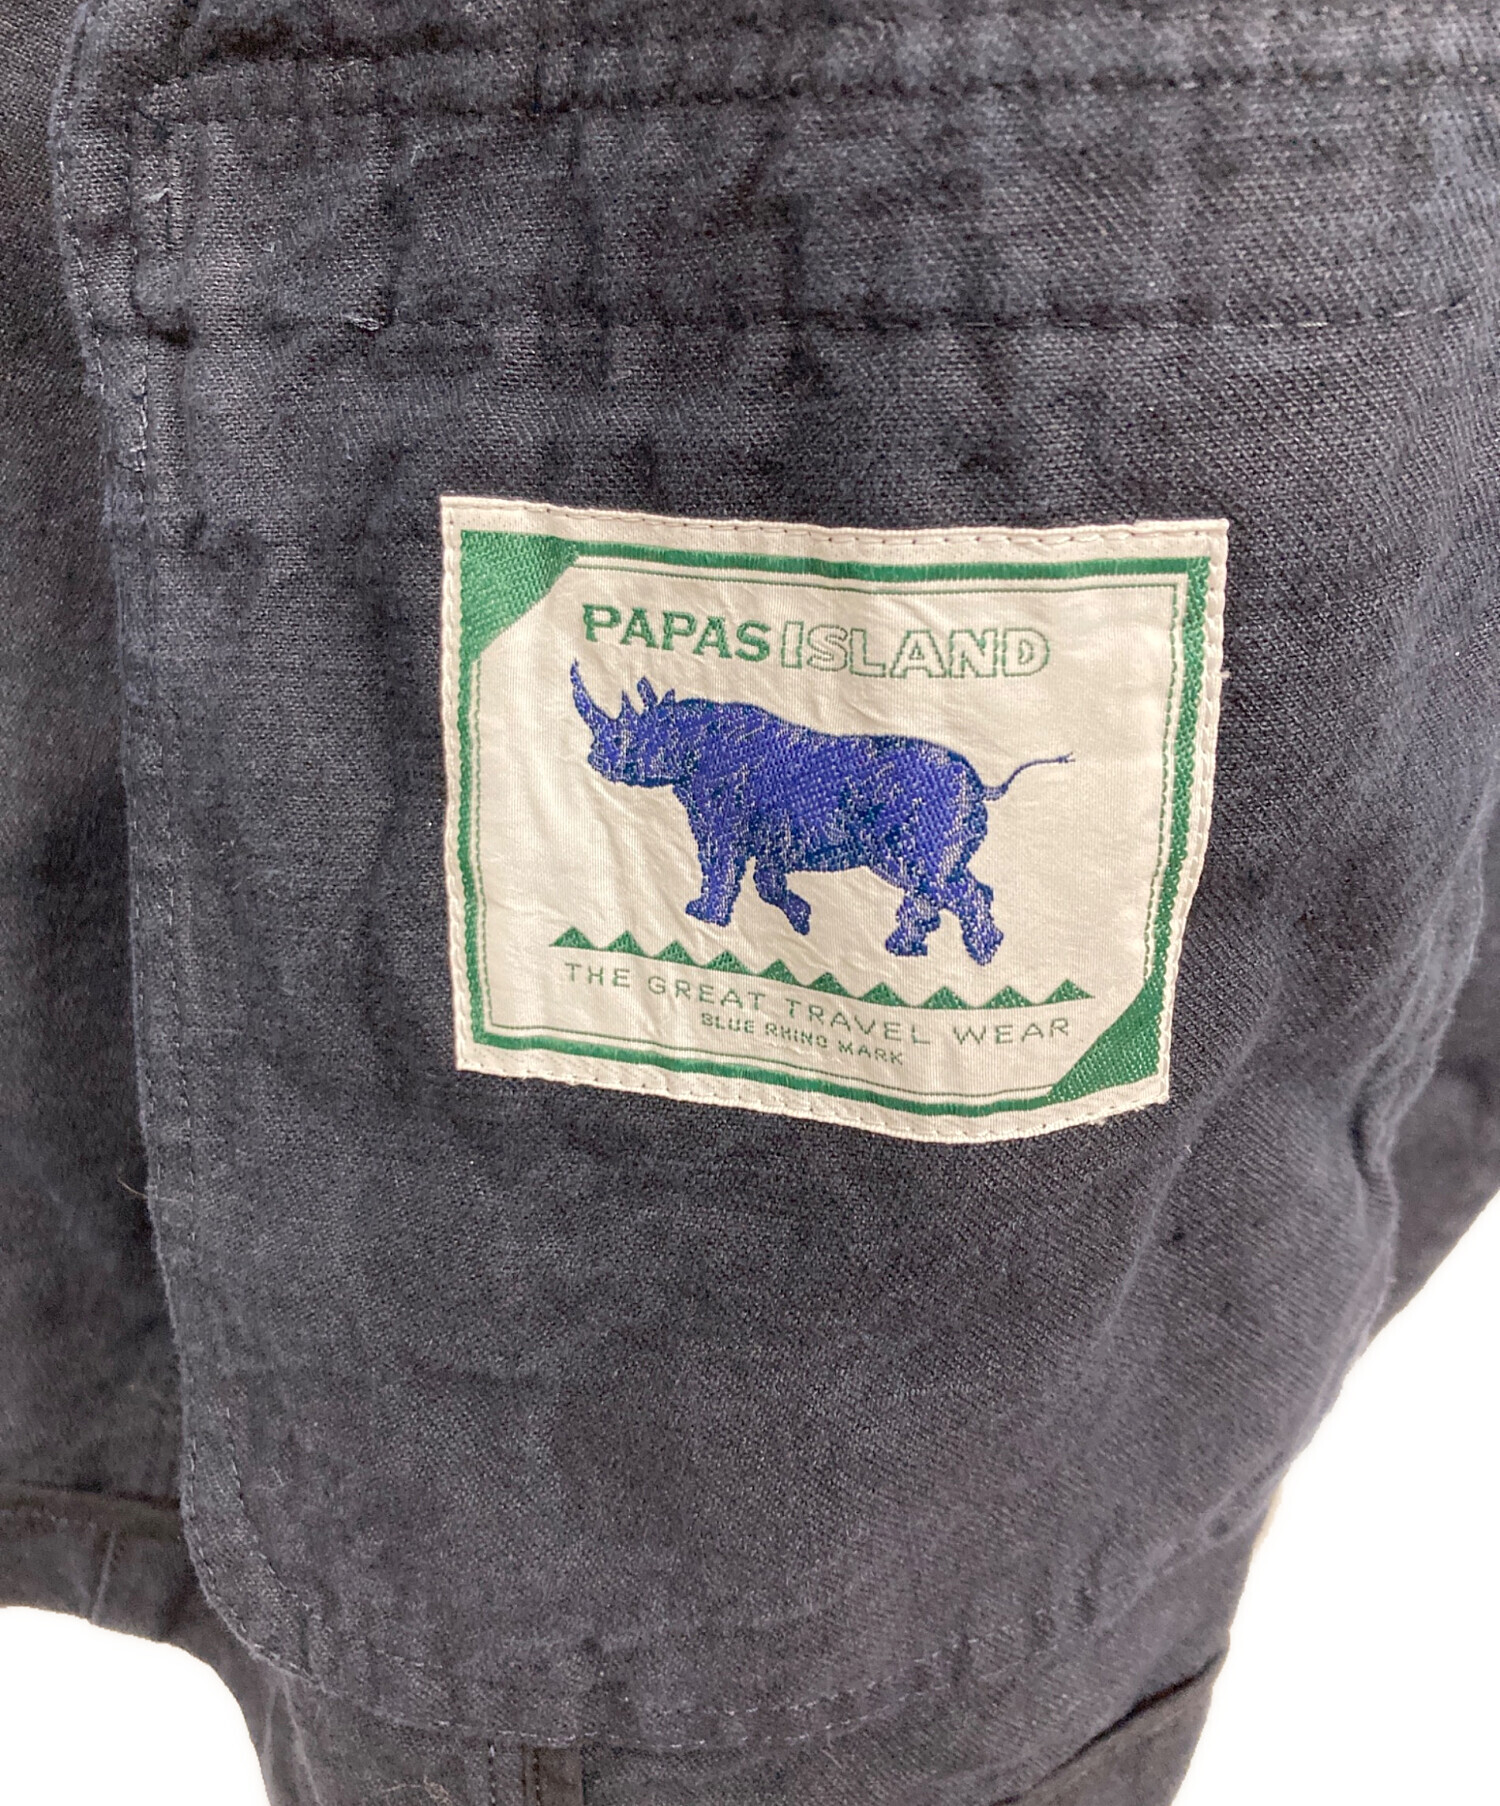 PAPAS ISLAND
THE GREAT TRAVEL WEAR
BLUE RHINO MARK